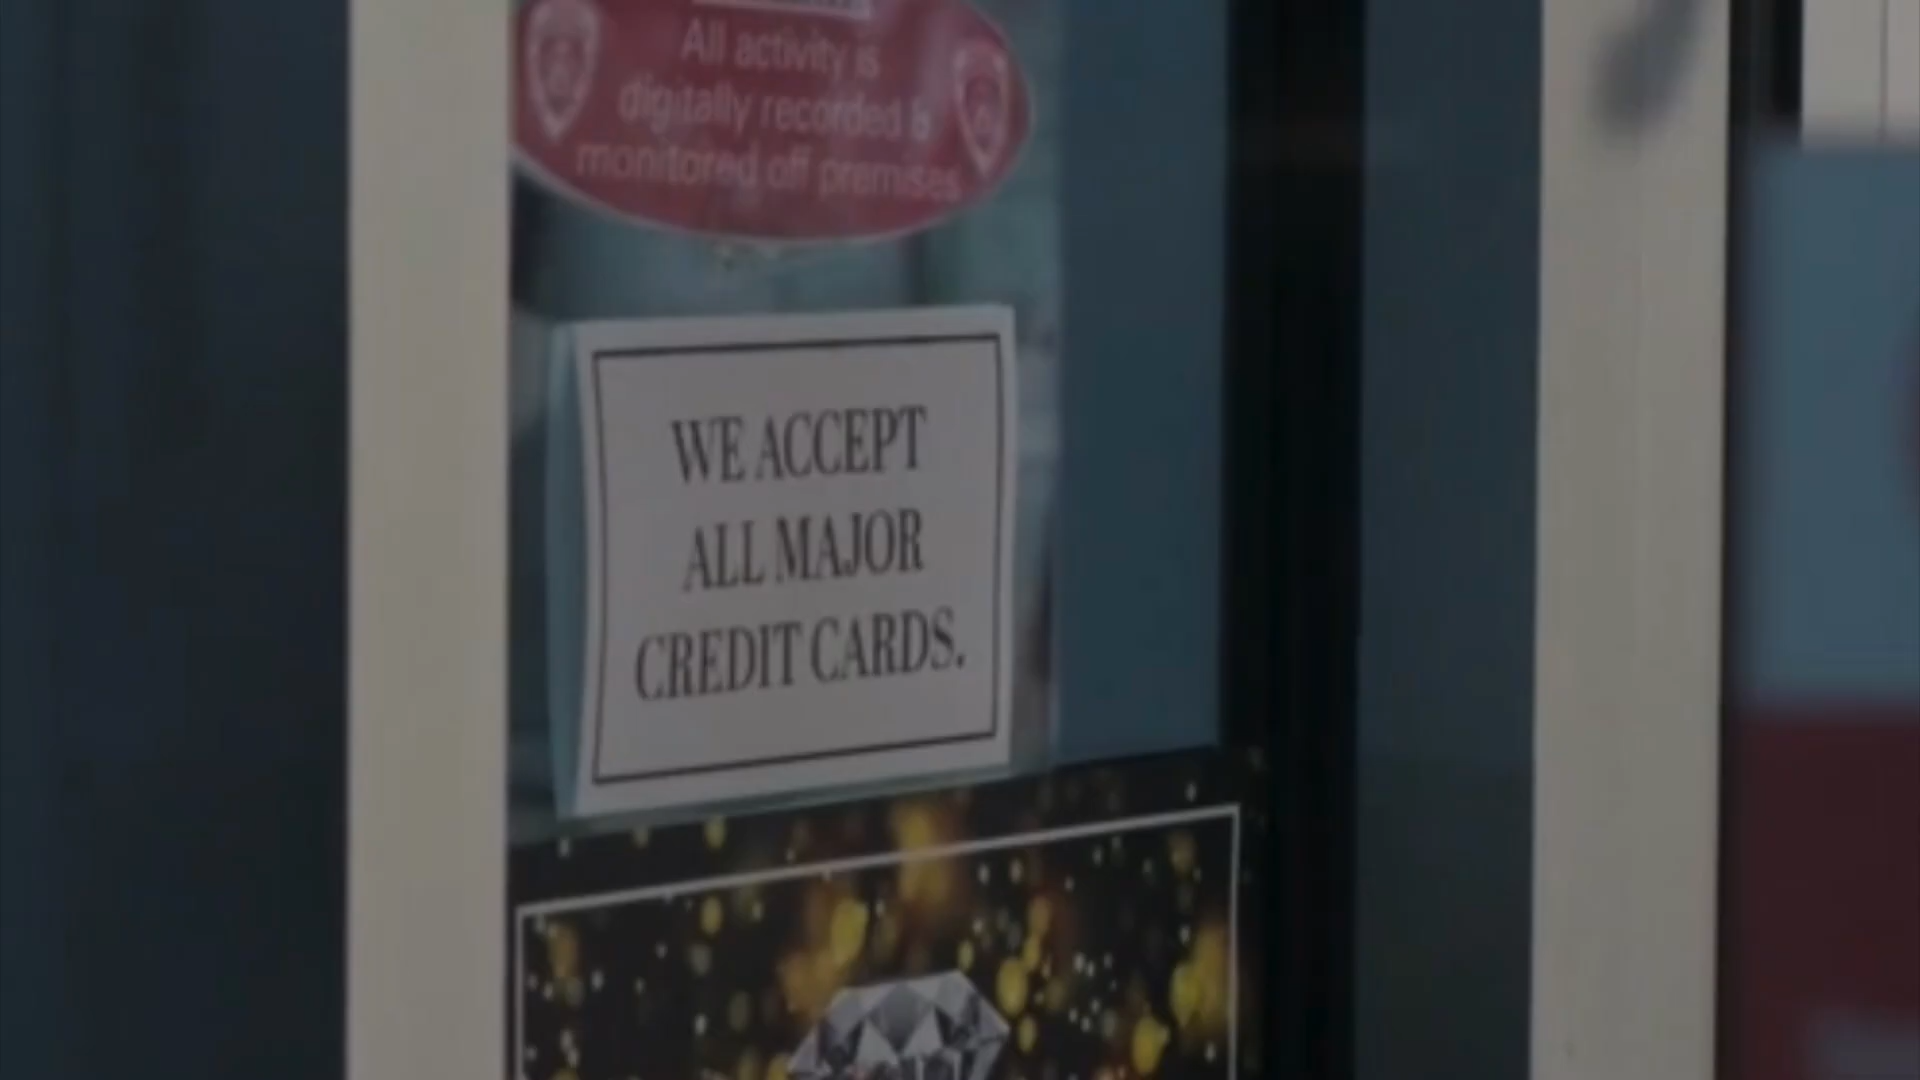 All activity is
digitally recorded &
monitored off premises
WE ACCEPT
ALL MAJOR
CREDIT CARDS.